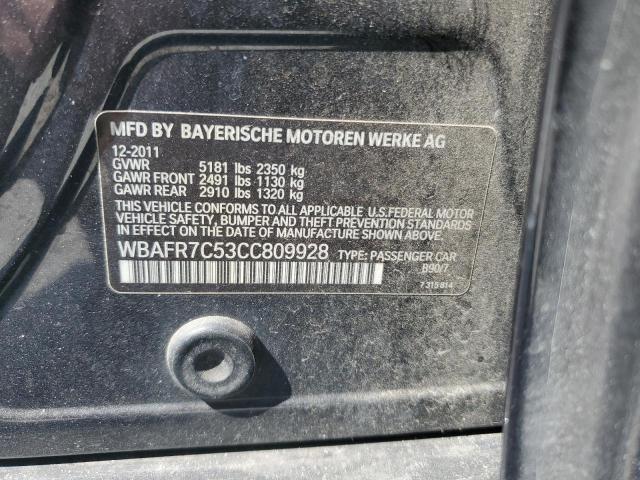 MFD BY BAYERISCHE MOTOREN WERKE AG
12-2011
GVWR 5181 lbs 2350 kg
GAWR FRONT 2491 lbs 1130 kg
GAWR REAR 2910 lbs 1320 kg
THIS VEHICLE CONFORMS TO ALL APPLICABLE U.S.FEDERAL MOTOR
VEHICLE SAFETY, BUMPER AND THEFT PREVENTION STANDARDS
IN EFFECT ON THE DATE OF MANUFACTURE SHOWN ABOVE.
WBAFR7C53CC809928 TYPE: PASSENGER CAR
B90/7
7 315 814